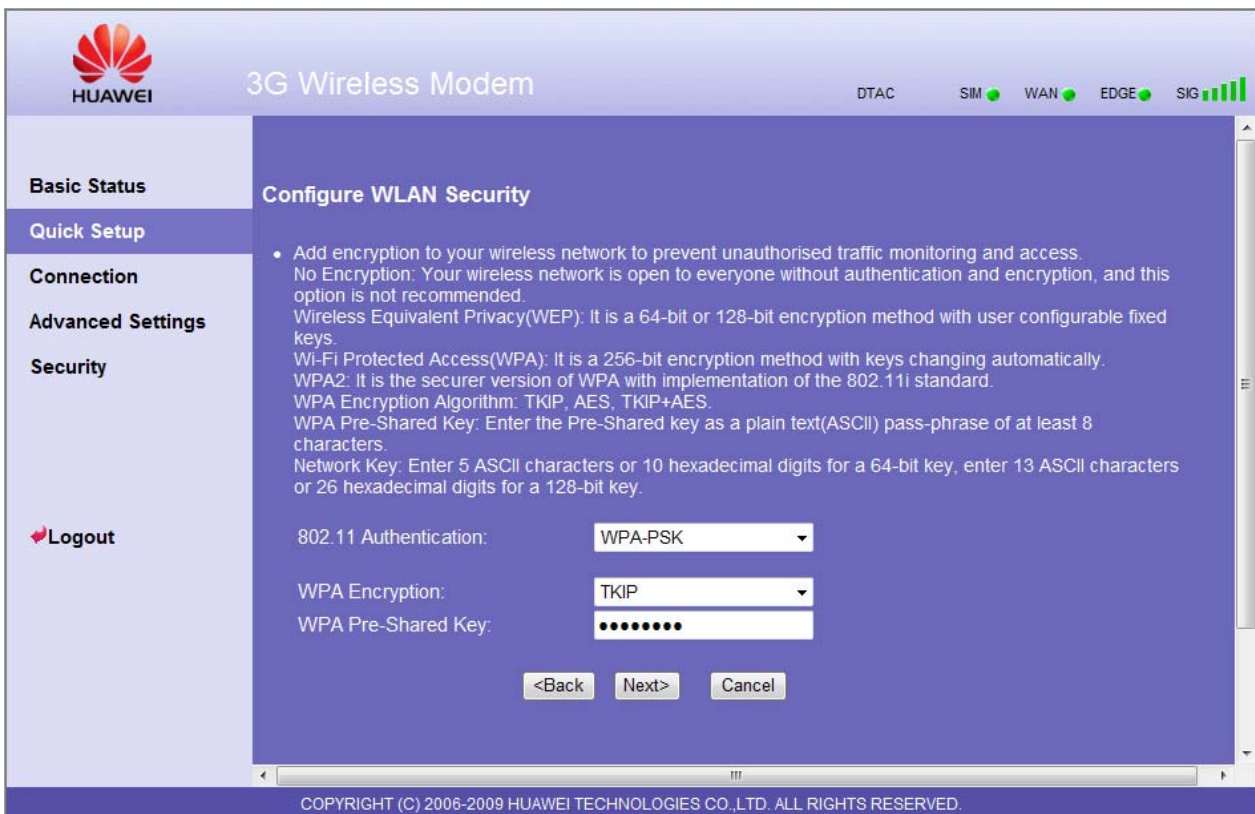 HUAWEI
3G Wireless Modem
DTAC
SIM
WAN
EDGE
SIG
Basic Status
Quick Setup
Connection
Advanced Settings
Security
Logout
Configure WLAN Security
Add encryption to your wireless network to prevent unauthorised traffic monitoring and access.
No Encryption: Your wireless network is open to everyone without authentication and encryption, and this
option is not recommended.
Wireless Equivalent Privacy(WEP): It is a 64-bit or 128-bit encryption method with user configurable fixed
keys.
Wi-Fi Protected Access(WPA): It is a 256-bit encryption method with keys changing automatically.
WPA2: It is the securer version of WPA with implementation of the 802.11i standard.
WPA Encryption Algorithm: TKIP, AES, TKIP+AES.
WPA Pre-Shared Key: Enter the Pre-Shared key as a plain text(ASCII) pass-phrase of at least 8
characters.
Network Key: Enter 5 ASCII characters or 10 hexadecimal digits for a 64-bit key, enter 13 ASCII characters
or 26 hexadecimal digits for a 128-bit key.
802.11 Authentication: WPA-PSK
WPA Encryption: TKIP
WPA Pre-Shared Key: ••••••••
<Back Next> Cancel
COPYRIGHT (C) 2006-2009 HUAWEI TECHNOLOGIES CO.,LTD. ALL RIGHTS RESERVED.